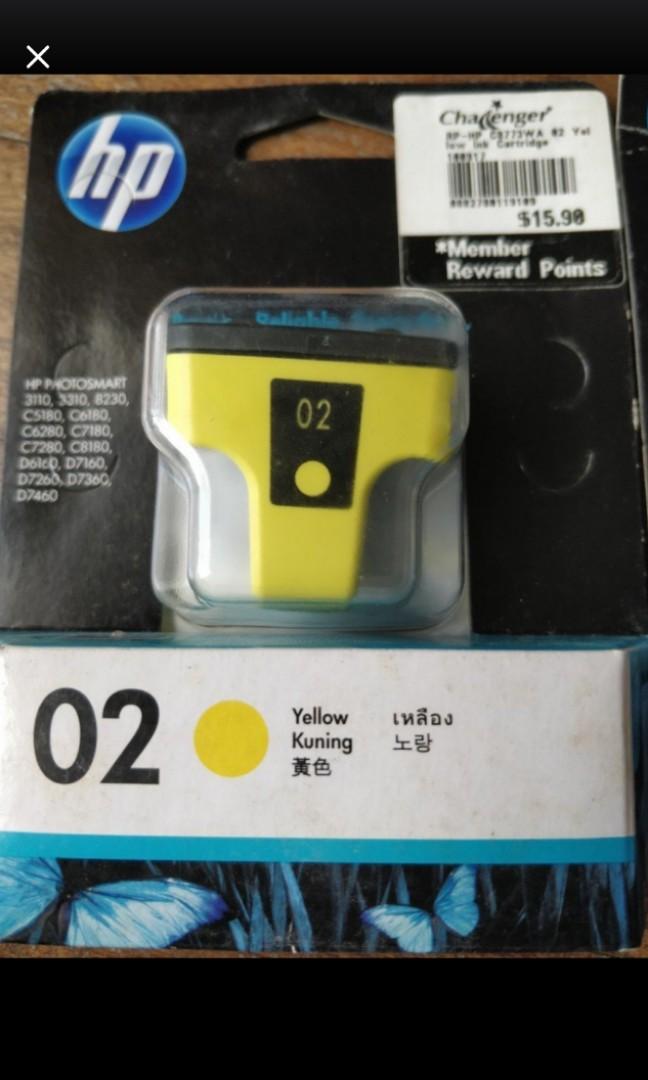 hp
Challenger
C8773WA 02 Yel
low Ink Cartridge
$15.90
*Member
Reward Points
Reliable
02
HP PHOTOSMART
3110, 3310, 8230,
C5180, C6180,
C6280, C7180,
C7280, C8180,
D6160, D7160,
D7260, D7360,
D7460
02
Yellow เหลือง
Kuning 노랑
黃色